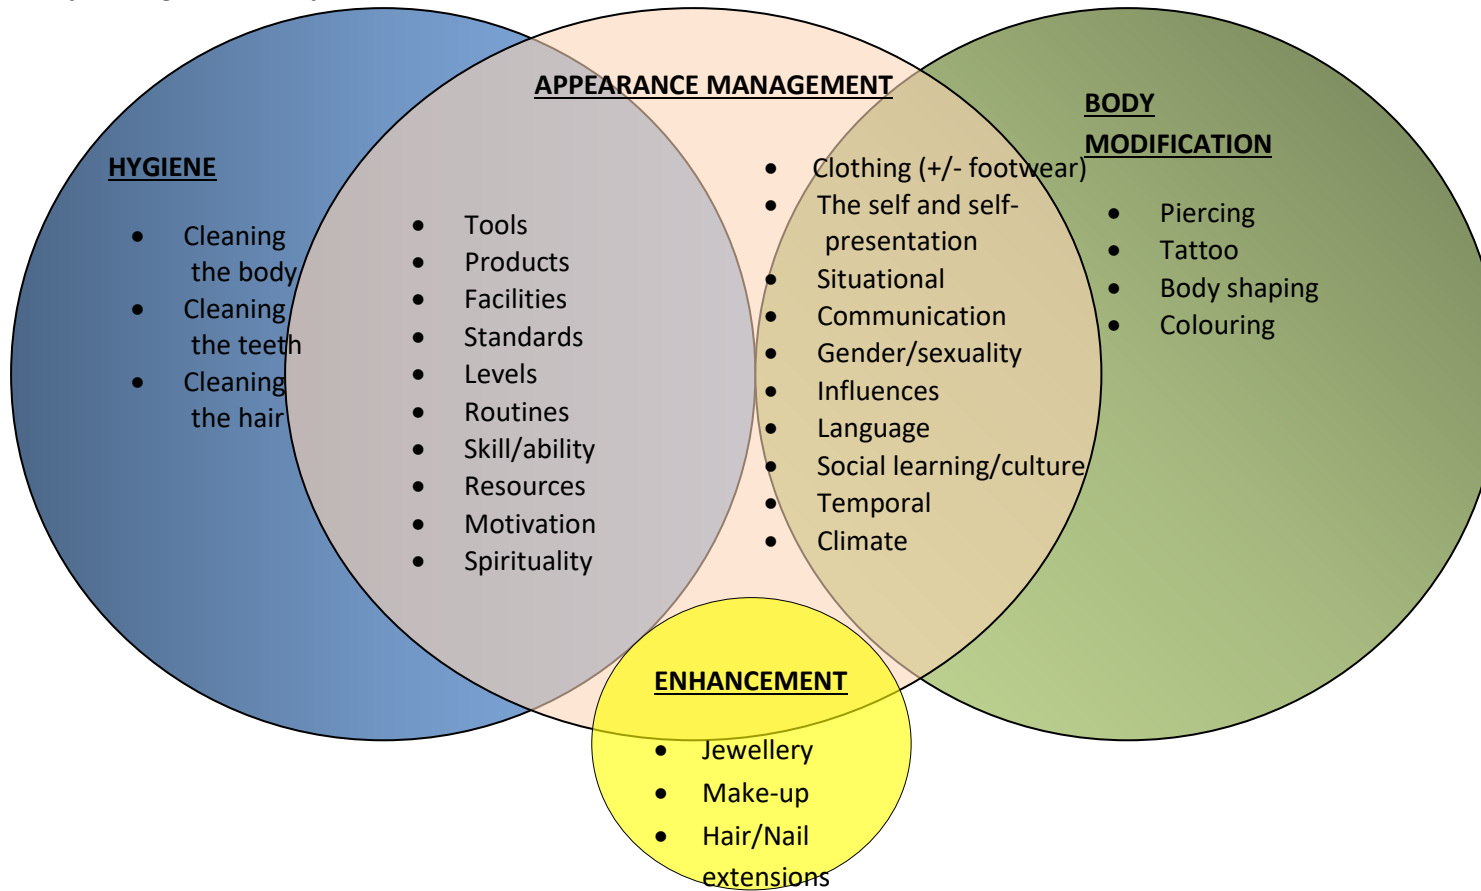 APPEARANCE MANAGEMENT
HYGIENE
• Cleaning
the body
• Cleaning
the teeth
• Cleaning
the hair
• Tools
• Products
• Facilities
• Standards
• Levels
• Routines
• Skill/ability
• Resources
• Motivation
• Spirituality
• Clothing (+/- footwear)
• The self and self-
presentation
• Situational
• Communication
• Gender/sexuality
• Influences
• Language
• Social learning/culture
• Temporal
• Climate
BODY
MODIFICATION
• Piercing
• Tattoo
• Body shaping
• Colouring
ENHANCEMENT
• Jewellery
• Make-up
• Hair/Nail
extensions